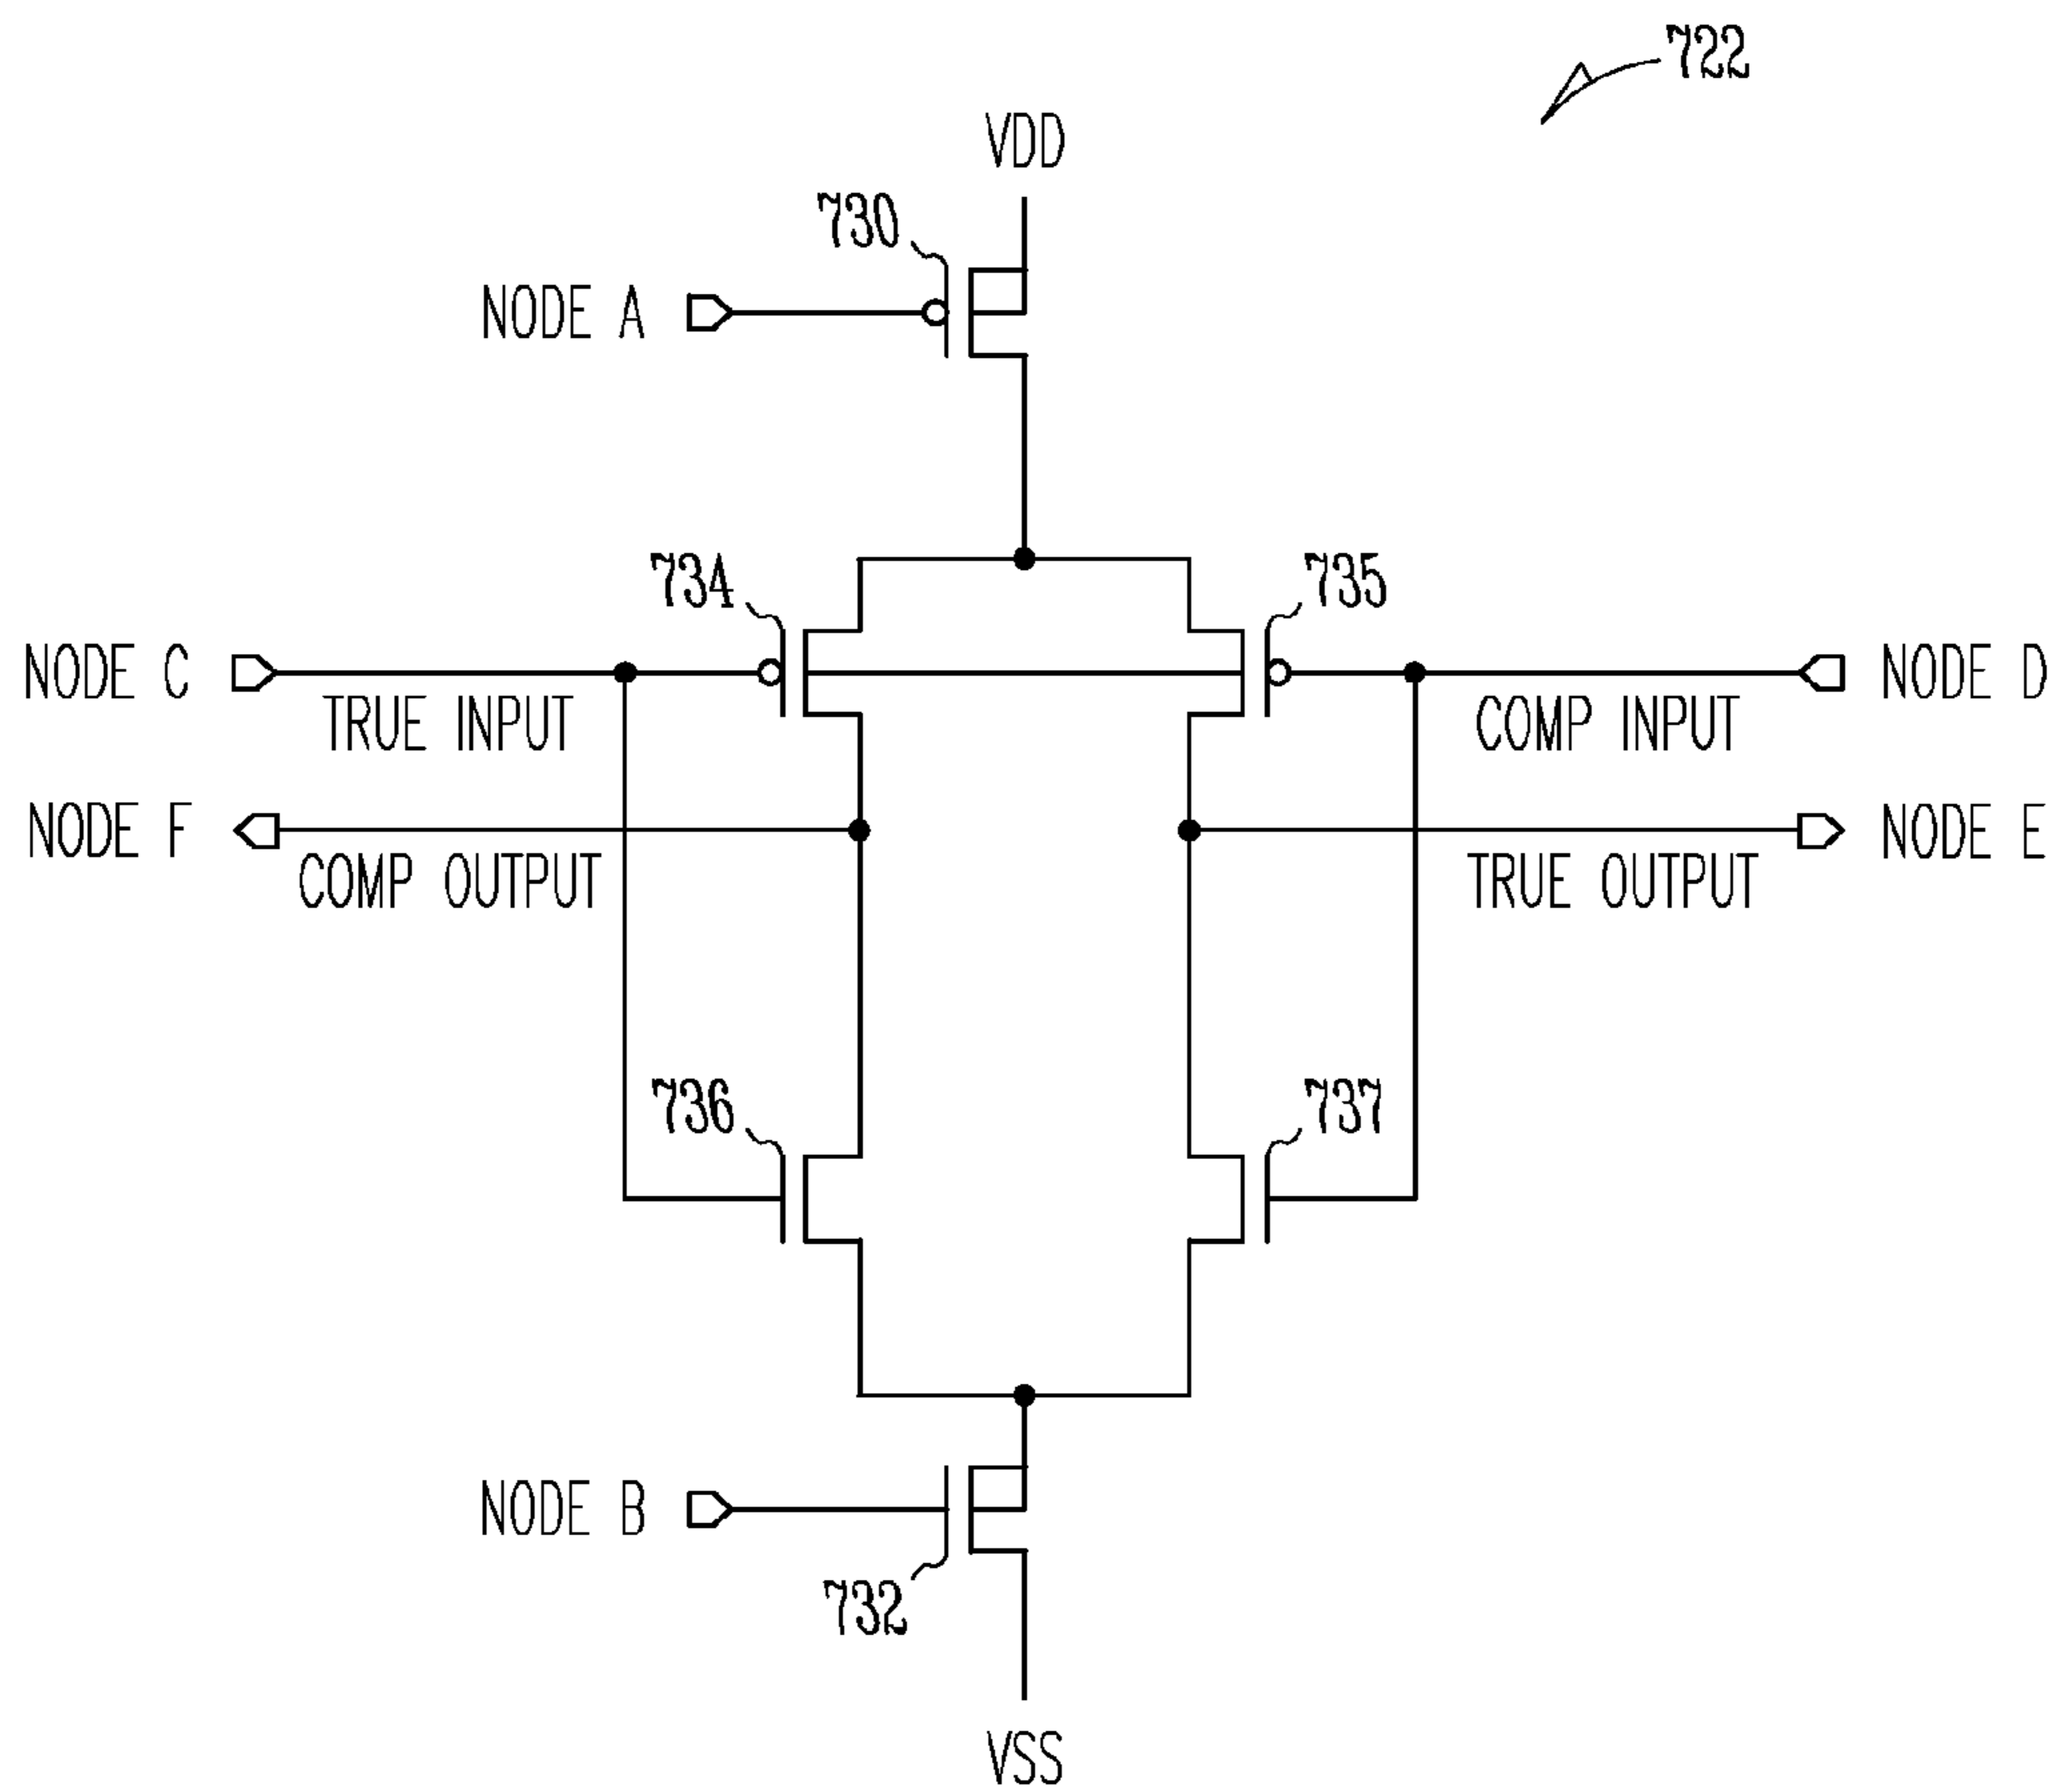 722
VDD
730
NODE A
734
735
NODE C
TRUE INPUT
COMP INPUT
NODE D
NODE F
COMP OUTPUT
TRUE OUTPUT
NODE E
736
737
NODE B
732
VSS